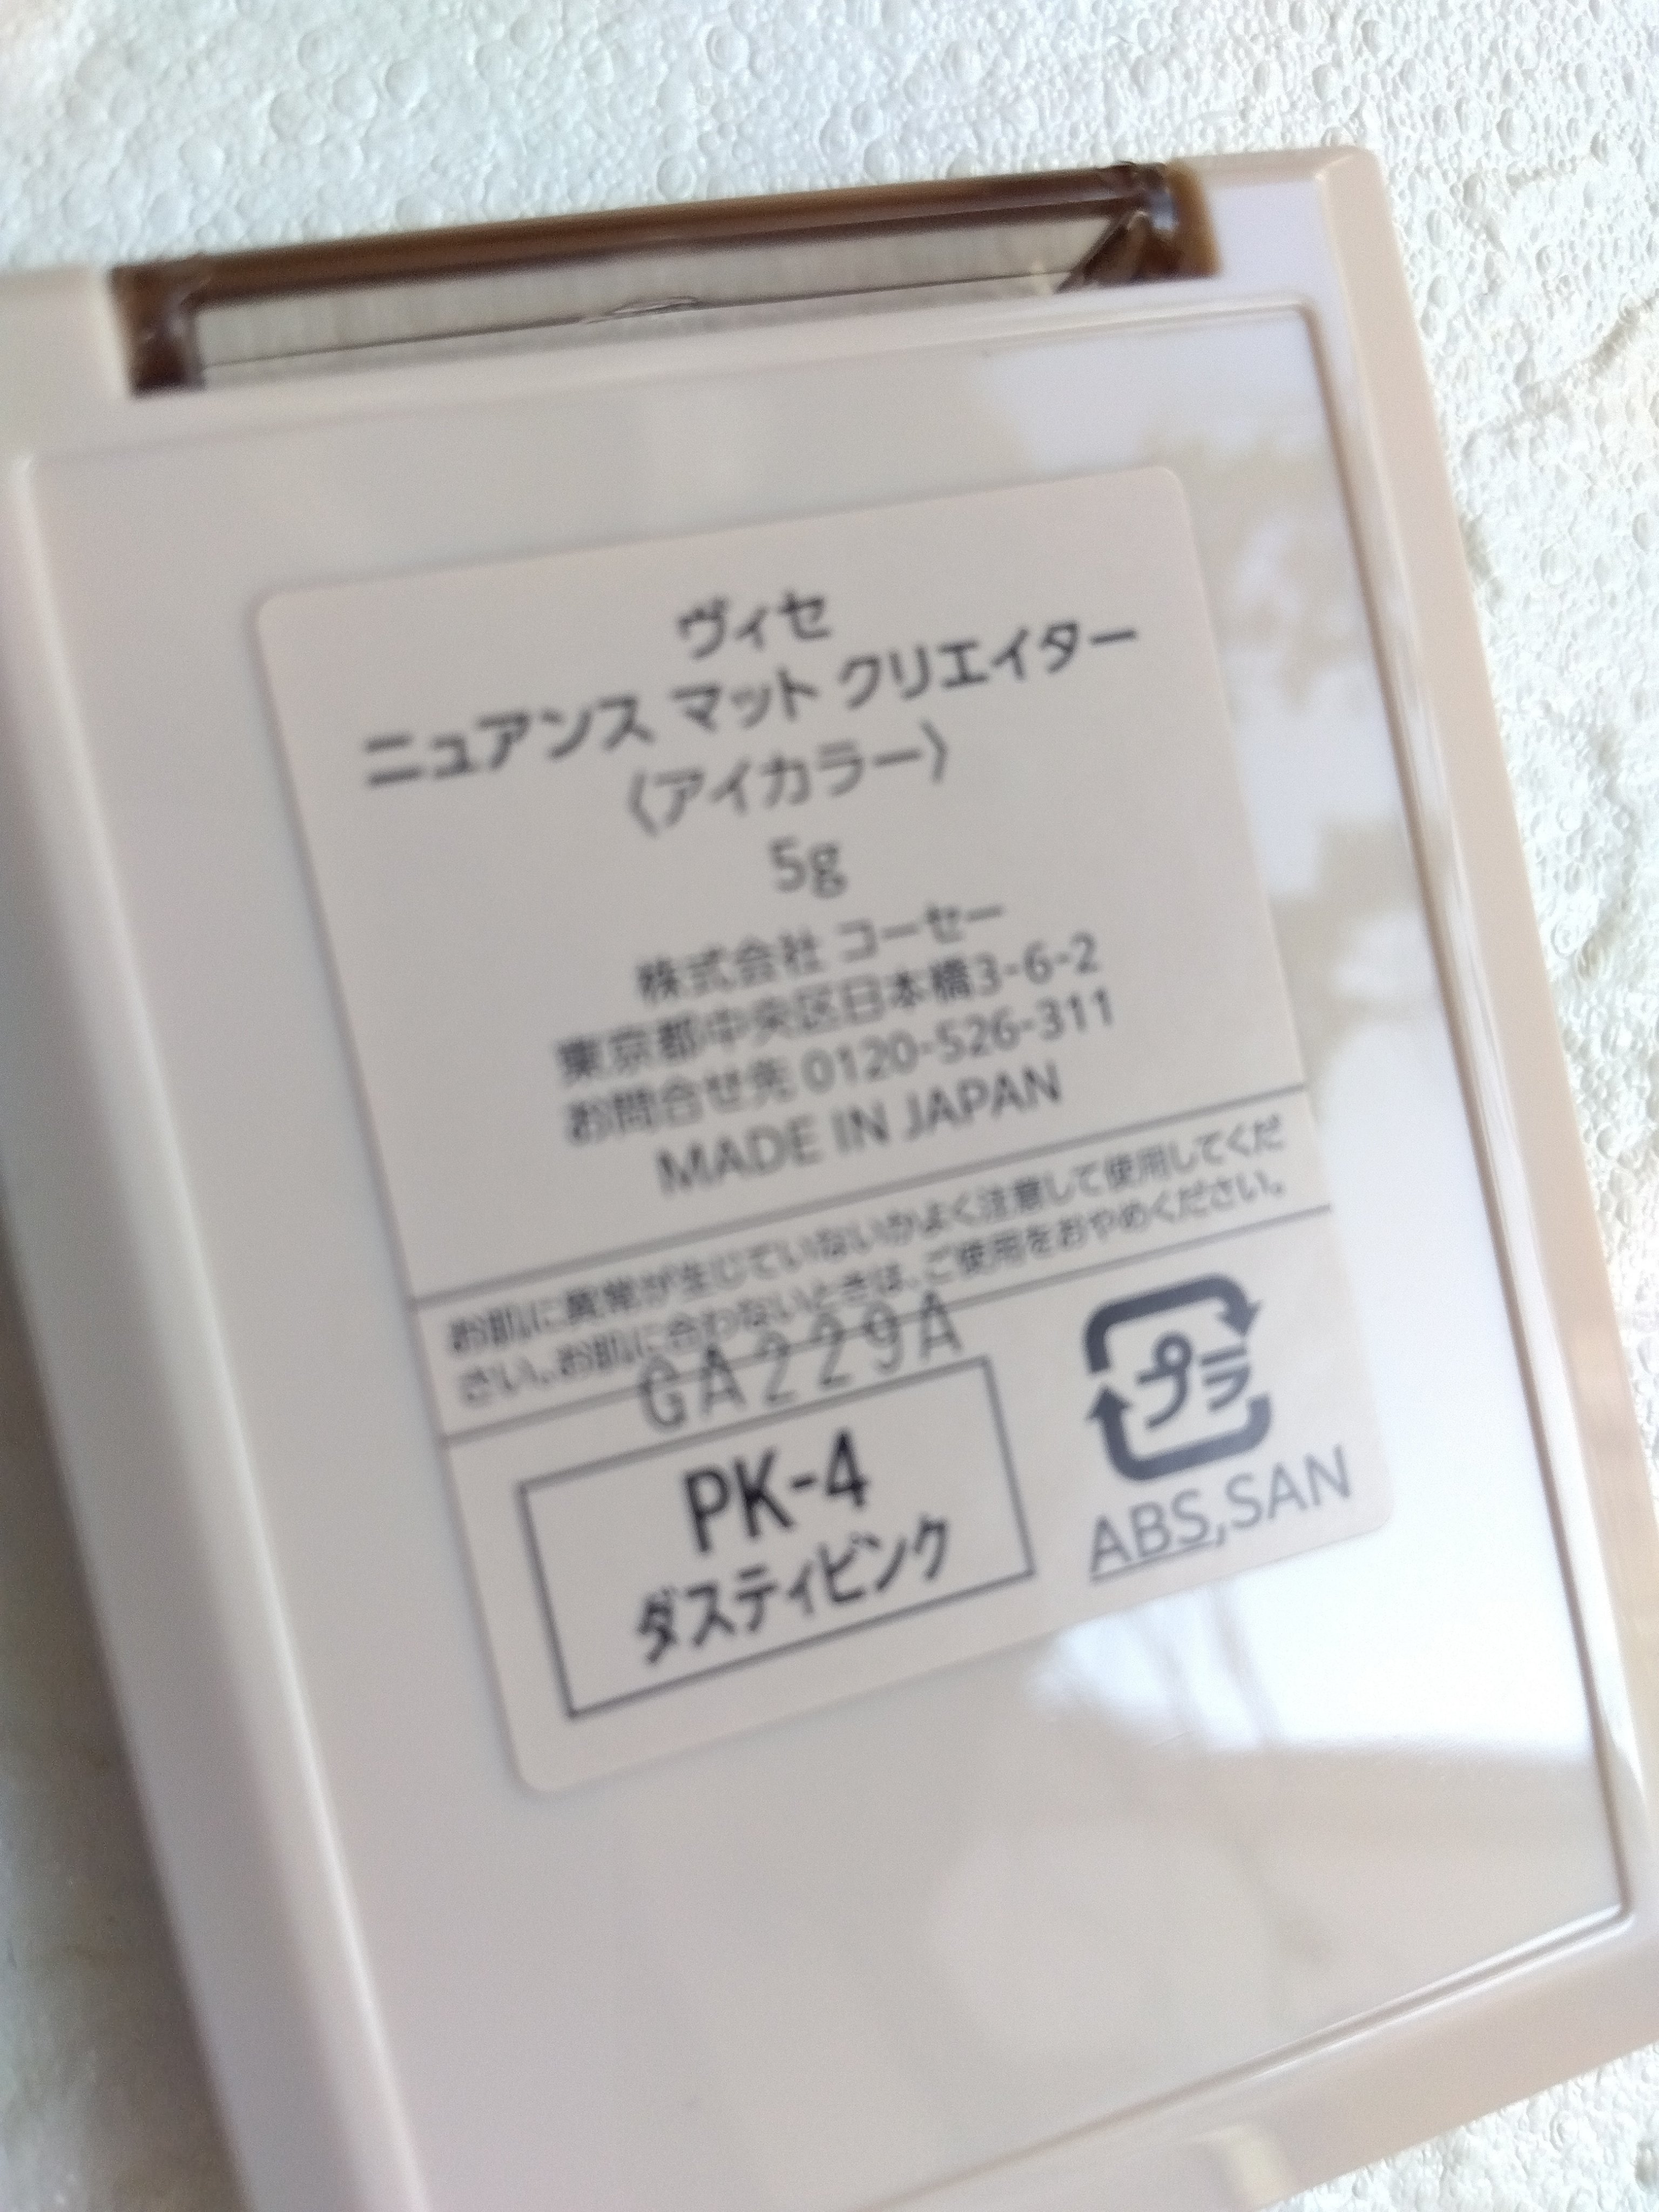 ヴィセ
ニュアンス マット クリエイター
〈アイカラー〉
5g
株式会社 コーセー
東京都中央区日本橋3-6-2
お問合せ先 0120-526-311
MADE IN JAPAN
お肌に異常が生じていないかよく注意して使用してくだ
さい。お肌に合わないときは、ご使用をおやめください。
GA229A
PK-4
ダスティピンク
プラ
ABS,SAN